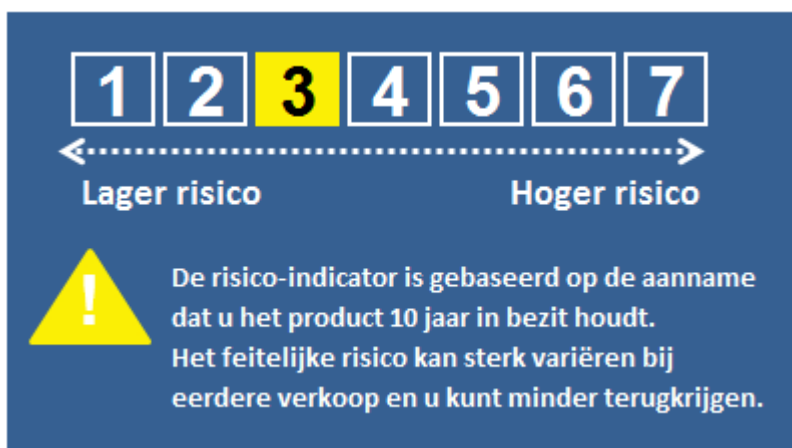 1 2 3 4 5 6 7
Lager risico Hoger risico
!
De risico-indicator is gebaseerd op de aanname
dat u het product 10 jaar in bezit houdt.
Het feitelijke risico kan sterk variëren bij
eerdere verkoop en u kunt minder terugkrijgen.